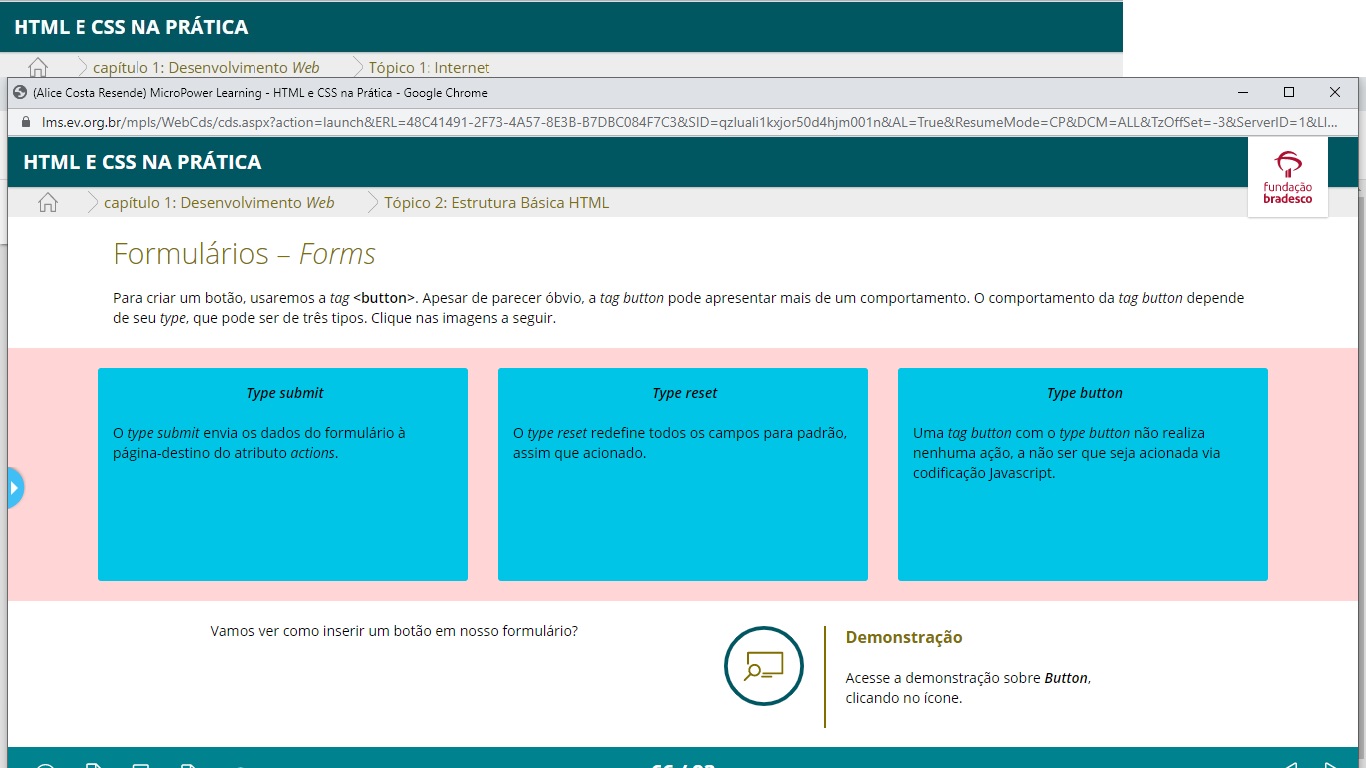 HTML E CSS NA PRÁTICA
capítulo 1: Desenvolvimento Web
Tópico 1: Internet
(Alice Costa Resende) MicroPower Learning - HTML e CSS na Prática - Google Chrome
lms.ev.org.br/mpls/WebCds/cds.aspx?action=launch&ERL=48C41491-2F73-4A57-8E3B-B7DBC084F7C3&SID=qzluali1kxjor50d4hjm001n&AL=True&ResumeMode=CP&DCM=ALL&TzOffSet=-3&ServerID=1&LI...
HTML E CSS NA PRÁTICA
fundação
bradesco
capítulo 1: Desenvolvimento Web
Tópico 2: Estrutura Básica HTML
Formulários – Forms
Para criar um botão, usaremos a tag <button>. Apesar de parecer óbvio, a tag button pode apresentar mais de um comportamento. O comportamento da tag button depende
de seu type, que pode ser de três tipos. Clique nas imagens a seguir.
Type submit
O type submit envia os dados do formulário à
página-destino do atributo actions.
Type reset
O type reset redefine todos os campos para padrão,
assim que acionado.
Type button
Uma tag button com o type button não realiza
nenhuma ação, a não ser que seja acionada via
codificação Javascript.
Vamos ver como inserir um botão em nosso formulário?
Demonstração
Acesse a demonstração sobre Button,
clicando no ícone.